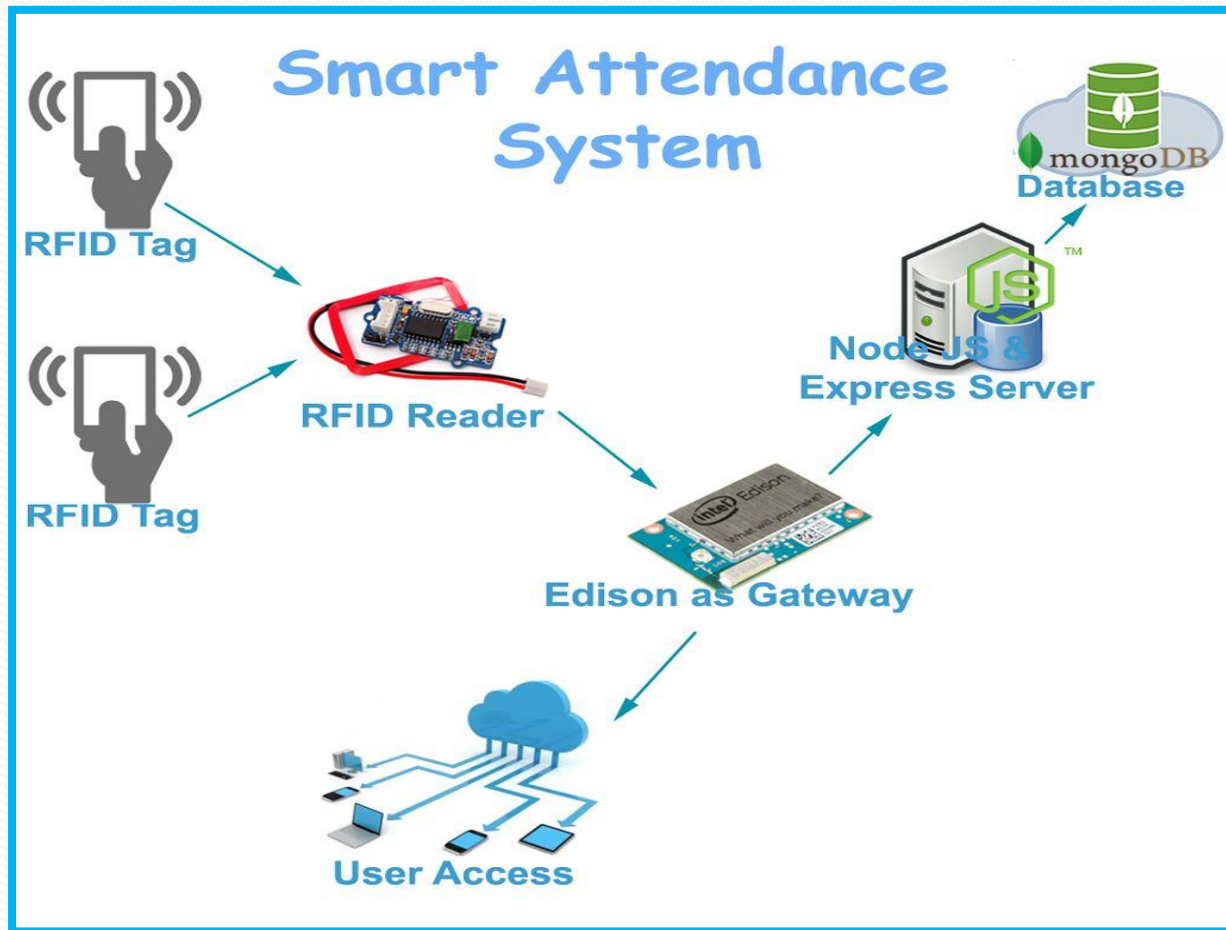 Smart Attendance
System
RFID Tag
RFID Tag
RFID Reader
intel Edison
What will you make?
Edison as Gateway
JS
TM
Node JS &
Express Server
mongoDB
Database
User Access